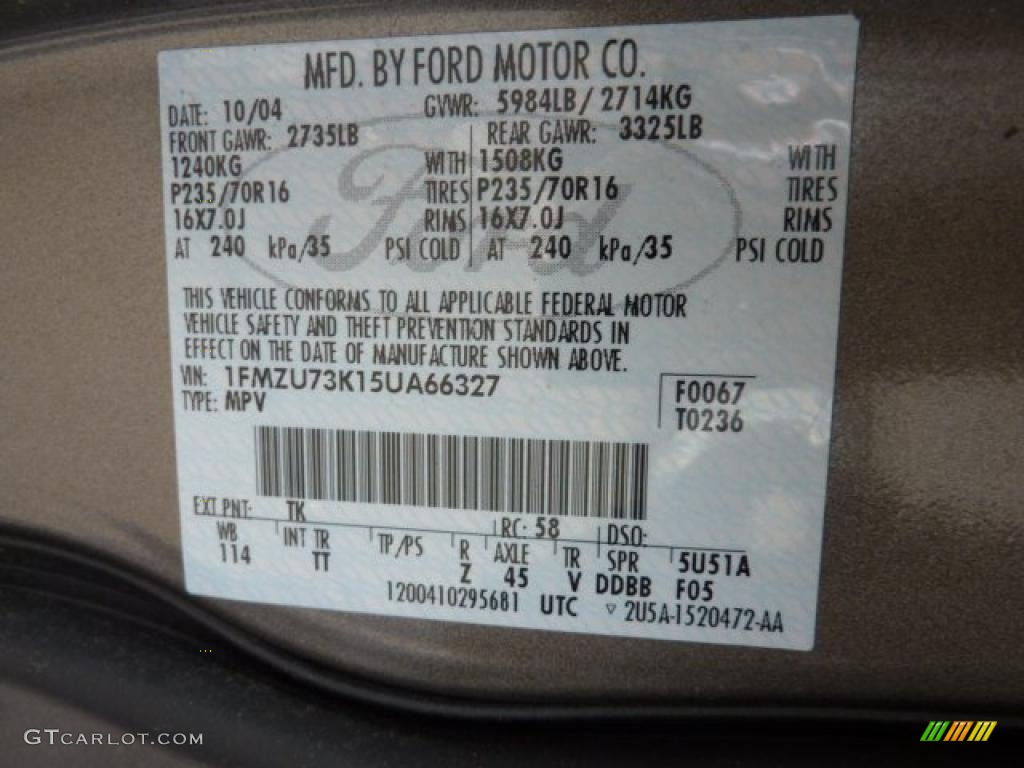 MFD. BY FORD MOTOR CO.
DATE: 10/04 GVWR: 5984LB / 2714KG
FRONT GAWR: 2735LB REAR GAWR: 3325LB
1240KG WITH 1508KG WITH
P235/70R16 TIRES P235/70R16 TIRES
16X7.0J RIMS 16X7.0J RIMS
AT 240 kPa/35 PSI COLD AT 240 kPa/35 PSI COLD
Ford
THIS VEHICLE CONFORMS TO ALL APPLICABLE FEDERAL MOTOR
VEHICLE SAFETY AND THEFT PREVENTION STANDARDS IN
EFFECT ON THE DATE OF MANUFACTURE SHOWN ABOVE.
VIN: 1FMZU73K15UA66327 F0067
TYPE: MPV T0236
EXT PNT: TK RC: 58 DSO:
WB INT TR TP/PS R AXLE TR SPR 5U51A
114 TT Z 45 V DDBB F05
1200410295681 UTC ▿ 2U5A-1520472-AA
GTCARLOT.COM